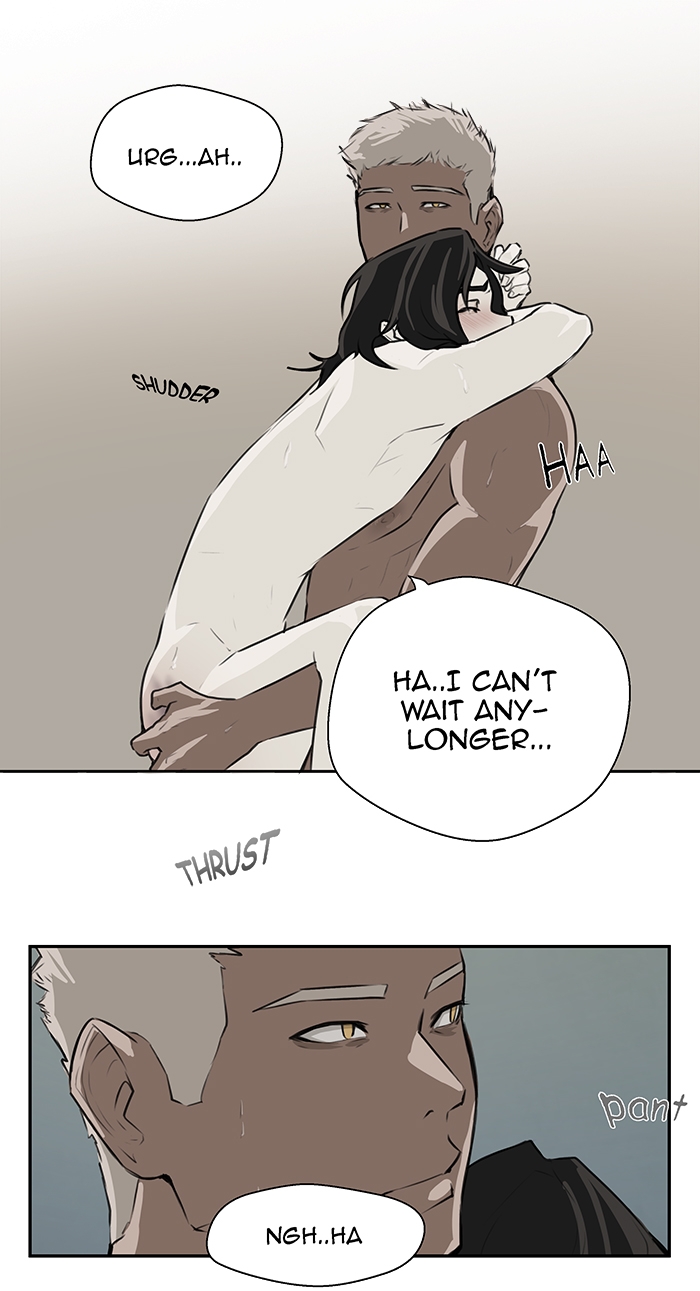 URG...AH..
SHUDDER
HAA
HA..I CAN'T
WAIT ANY-
LONGER...
THRUST
pant
NGH..HA